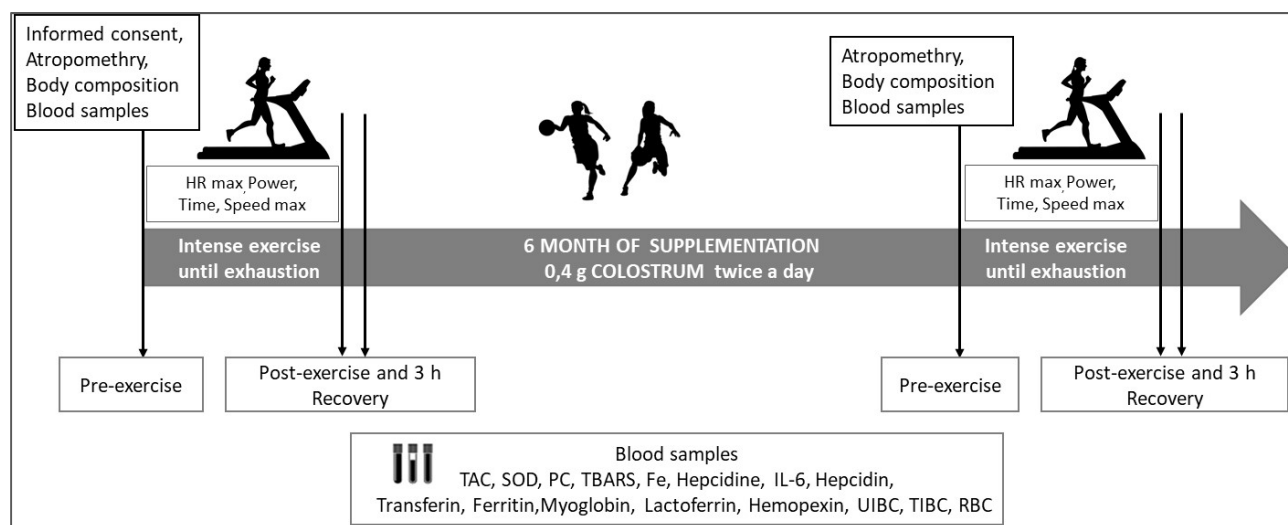 Informed consent,
Atropomethry,
Body composition
Blood samples
HR max, Power,
Time, Speed max
Intense exercise
until exhaustion
Pre-exercise
Post-exercise and 3 h
Recovery
6 MONTH OF SUPPLEMENTATION
0,4 g COLOSTRUM twice a day
Atropomethry,
Body composition
Blood samples
HR max, Power,
Time, Speed max
Intense exercise
until exhaustion
Pre-exercise
Post-exercise and 3 h
Recovery
Blood samples
TAC, SOD, PC, TBARS, Fe, Hepcidine, IL-6, Hepcidin,
Transferin, Ferritin,Myoglobin, Lactoferrin, Hemopexin, UIBC, TIBC, RBC